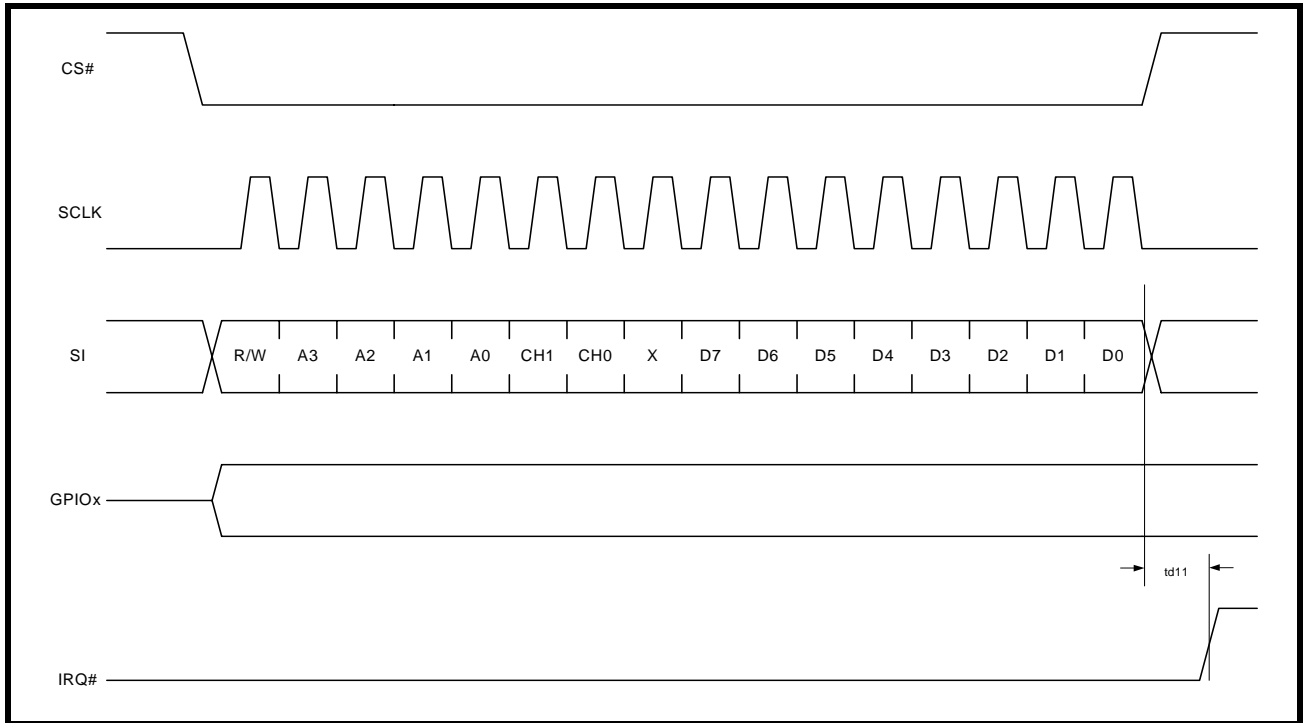 CS#
SCLK
SI R/W A3 A2 A1 A0 CH1 CH0 X D7 D6 D5 D4 D3 D2 D1 D0
GPIOx
td11
IRQ#